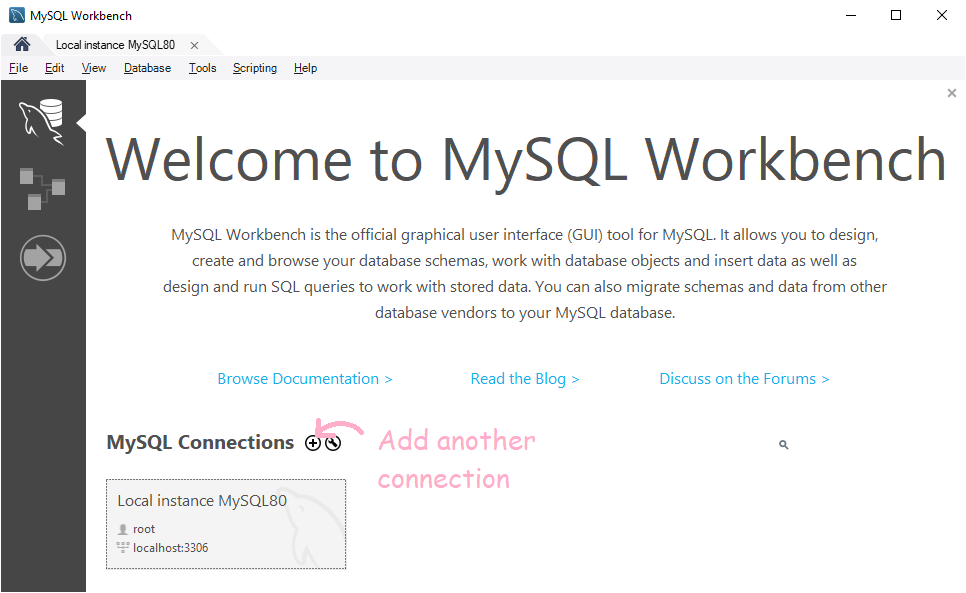 MySQL Workbench
Local instance MySQL80
File Edit View Database Tools Scripting Help
Welcome to MySQL Workbench
MySQL Workbench is the official graphical user interface (GUI) tool for MySQL. It allows you to design,
create and browse your database schemas, work with database objects and insert data as well as
design and run SQL queries to work with stored data. You can also migrate schemas and data from other
database vendors to your MySQL database.
Browse Documentation > Read the Blog > Discuss on the Forums >
MySQL Connections
Add another
connection
Local instance MySQL80
root
localhost:3306